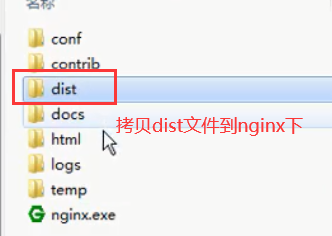 名称
conf
contrib
dist
docs
拷贝dist文件到nginx下
html
logs
temp
nginx.exe